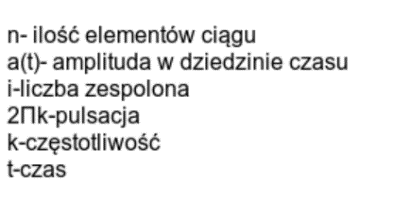 n- ilość elementów ciągu
a(t)- amplituda w dziedzinie czasu
i-liczba zespolona
2Πk-pulsacja
k-częstotliwość
t-czas